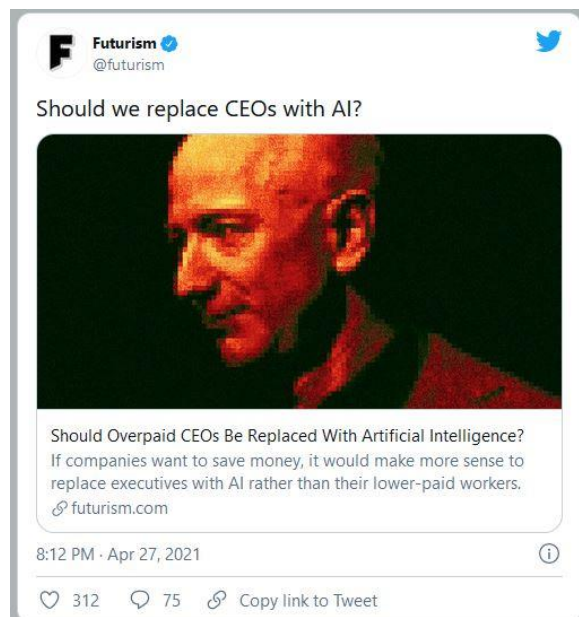 Futurism
@futurism
Should we replace CEOs with AI?
Should Overpaid CEOs Be Replaced With Artificial Intelligence?
If companies want to save money, it would make more sense to
replace executives with AI rather than their lower-paid workers.
futurism.com
8:12 PM · Apr 27, 2021
312 75 Copy link to Tweet